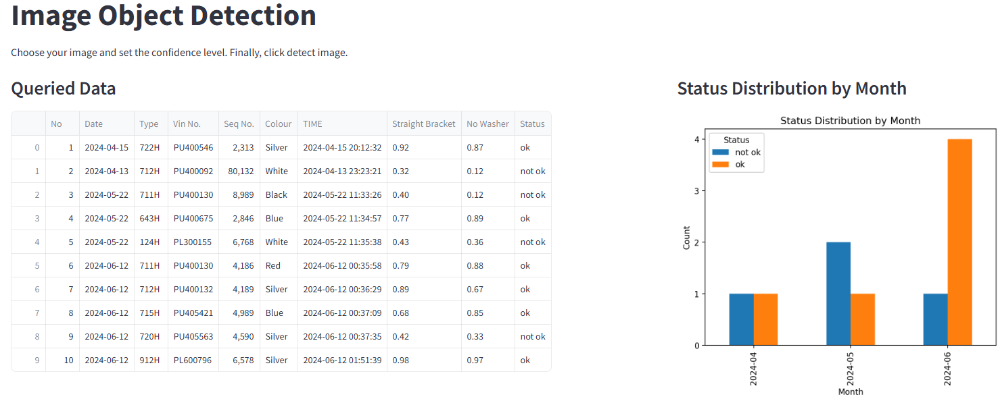 Image Object Detection
Choose your image and set the confidence level. Finally, click detect image.
Queried Data
No Date Type Vin No. Seq No. Colour TIME Straight Bracket No Washer Status
0 1 2024-04-15 722H PU400546 2,313 Silver 2024-04-15 20:12:32 0.92 0.87 ok
1 2 2024-04-13 712H PU400092 80,132 White 2024-04-13 23:23:21 0.32 0.12 not ok
2 3 2024-05-22 711H PU400130 8,989 Black 2024-05-22 11:33:26 0.40 0.12 not ok
3 4 2024-05-22 643H PU400675 2,846 Blue 2024-05-22 11:34:57 0.77 0.89 ok
4 5 2024-05-22 124H PL300155 6,768 White 2024-05-22 11:35:38 0.43 0.36 not ok
5 6 2024-06-12 711H PU400130 4,186 Red 2024-06-12 00:35:58 0.79 0.88 ok
6 7 2024-06-12 712H PU400132 4,189 Silver 2024-06-12 00:36:29 0.89 0.67 ok
7 8 2024-06-12 715H PU405421 4,989 Blue 2024-06-12 00:37:09 0.68 0.85 ok
8 9 2024-06-12 720H PU405563 4,590 Silver 2024-06-12 00:37:35 0.42 0.33 not ok
9 10 2024-06-12 912H PL600796 6,578 Silver 2024-06-12 01:51:39 0.98 0.97 ok
Status Distribution by Month
Status Distribution by Month
Status
not ok
ok
Count
4
3
2
1
0
2024-04
2024-05
2024-06
Month